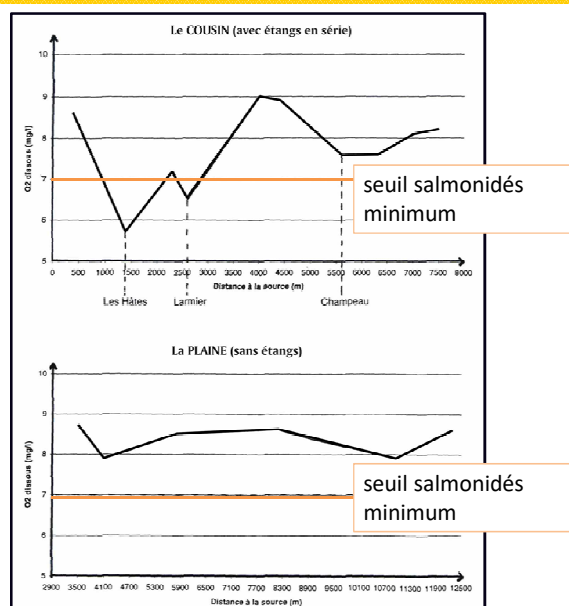 Le COUSIN (avec étangs en série)
O2 dissous (mg/l)
10
9
8
7
6
5
seuil salmonidés
minimum
0 500 1000 1500 2000 2500 3000 3500 4000 4500 5000 5500 6000 6500 7000 7500 8000
Distance à la source (m)
Les Hâtes Larmier Champeau
La PLAINE (sans étangs)
O2 dissous (mg/l)
10
9
8
7
6
5
seuil salmonidés
minimum
2900 3500 4100 4700 5300 5900 6500 7100 7700 8300 8900 9500 10100 10700 11300 11900 12500
Distance à la source (m)